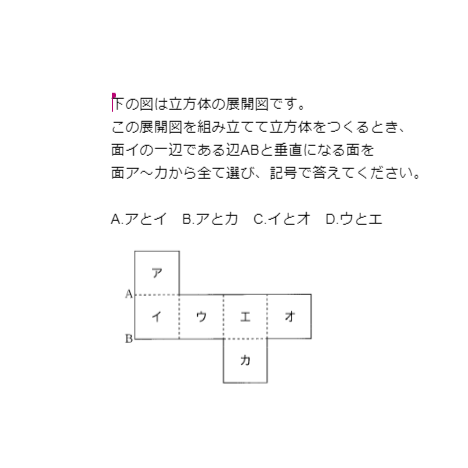 下の図は立方体の展開図です。
この展開図を組み立てて立方体をつくるとき、
面イの一辺である辺ABと垂直になる面を
面ア～カから全て選び、記号で答えてください。
A.アとイ　B.アとカ　C.イとオ　D.ウとエ
ア
A
イ ウ エ オ
B
カ